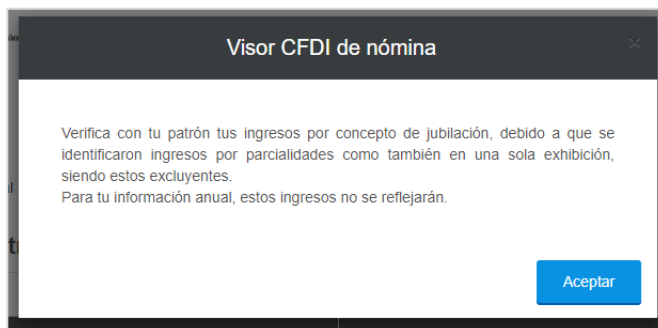 Visor CFDI de nómina
Verifica con tu patrón tus ingresos por concepto de jubilación, debido a que se
identificaron ingresos por parcialidades como también en una sola exhibición,
siendo estos excluyentes.
Para tu información anual, estos ingresos no se reflejarán.
Aceptar